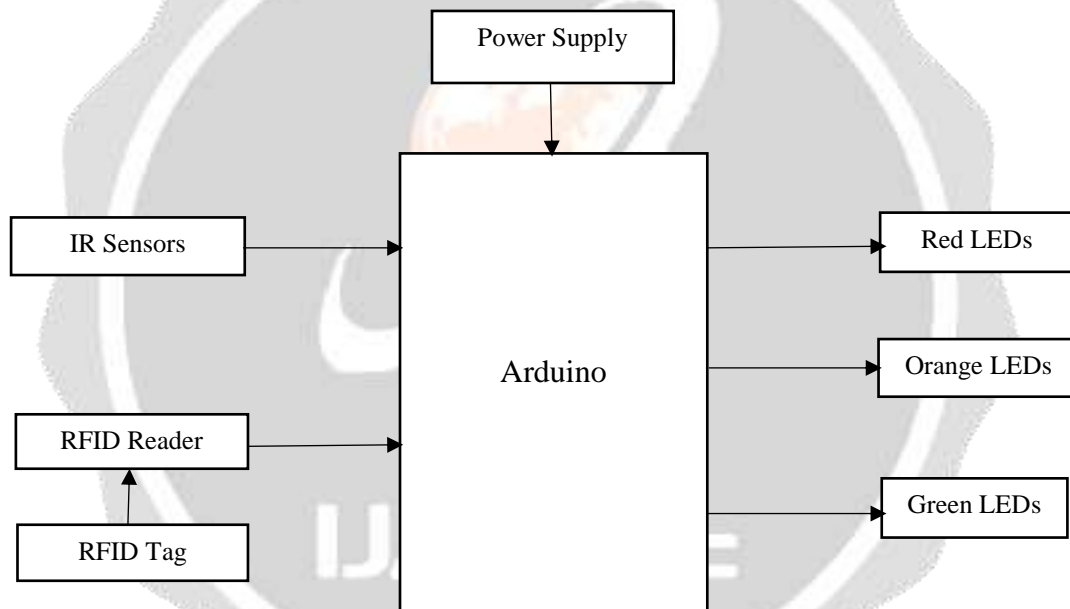 Power Supply
IR Sensors
Red LEDs
Arduino
Orange LEDs
RFID Reader
Green LEDs
RFID Tag